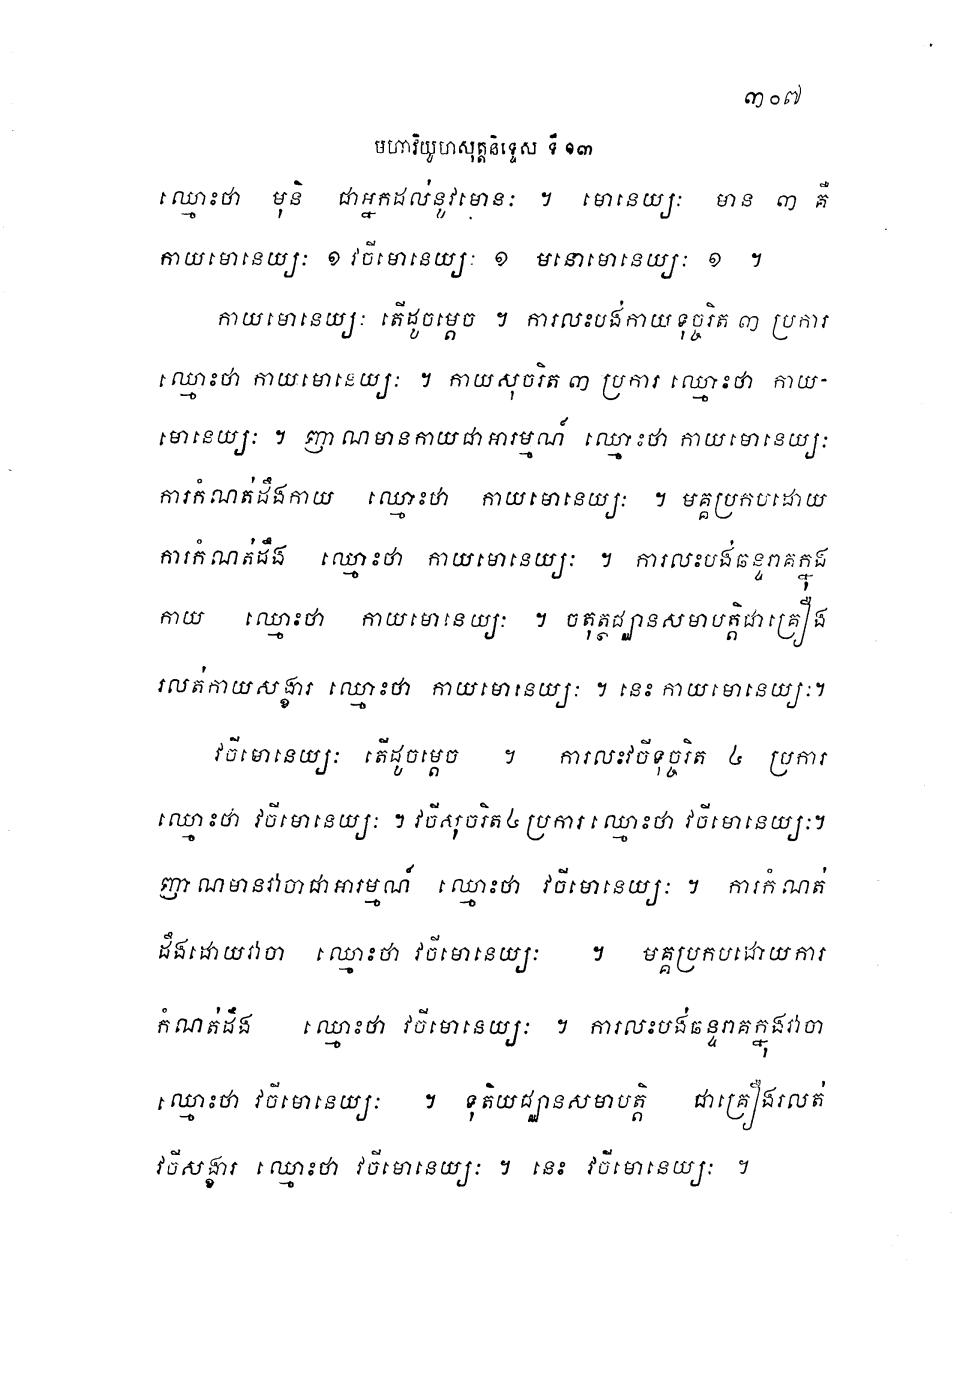 ៣០៧
មហាវិយូហសុត្តនិទ្ទេស ទី ១៣
ឈ្មោះថា មុនិ ជាអ្នកដល់នូវមោនៈ ។ មោនេយ្យៈ មាន ៣ គឺ
កាយមោនេយ្យៈ ១ វចីមោនេយ្យៈ ១ មនោមោនេយ្យៈ ១ ។
កាយមោនេយ្យៈ តើដូចម្តេច ។ ការលះបង់កាយទុច្ចរិត ៣ ប្រការ
ឈ្មោះថា កាយមោនេយ្យៈ ។ កាយសុចរិត ៣ ប្រការ ឈ្មោះថា កាយ-
មោនេយ្យៈ ។ ញាណមានកាយជាអារម្មណ៍ ឈ្មោះថា កាយមោនេយ្យៈ
ការកំណត់ដឹងកាយ ឈ្មោះថា កាយមោនេយ្យៈ ។ មគ្គប្រកបដោយ
ការកំណត់ដឹង ឈ្មោះថា កាយមោនេយ្យៈ ។ ការលះបង់ឆន្ទរាគក្នុង
កាយ ឈ្មោះថា កាយមោនេយ្យៈ ។ ចតុត្ថជ្ឈានសមាបត្តិជាគ្រឿង
រលត់កាយសង្ខារ ឈ្មោះថា កាយមោនេយ្យៈ ។ នេះ កាយមោនេយ្យៈ។
វចីមោនេយ្យៈ តើដូចម្តេច ។ ការលះវចីទុច្ចរិត ៤ ប្រការ
ឈ្មោះថា វចីមោនេយ្យៈ ។ វចីសុចរិត៤ ប្រការ ឈ្មោះថា វចីមោនេយ្យៈ។
ញាណមានវាចាជាអារម្មណ៍ ឈ្មោះថា វចីមោនេយ្យៈ ។ ការកំណត់
ដឹងដោយវាចា ឈ្មោះថា វចីមោនេយ្យៈ ។ មគ្គប្រកបដោយការ
កំណត់ដឹង ឈ្មោះថា វចីមោនេយ្យៈ ។ ការលះបង់ឆន្ទរាគក្នុងវាចា
ឈ្មោះថា វចីមោនេយ្យៈ ។ ទុតិយជ្ឈានសមាបត្តិ ជាគ្រឿងរលត់
វចីសង្ខារ ឈ្មោះថា វចីមោនេយ្យៈ ។ នេះ វចីមោនេយ្យៈ ។